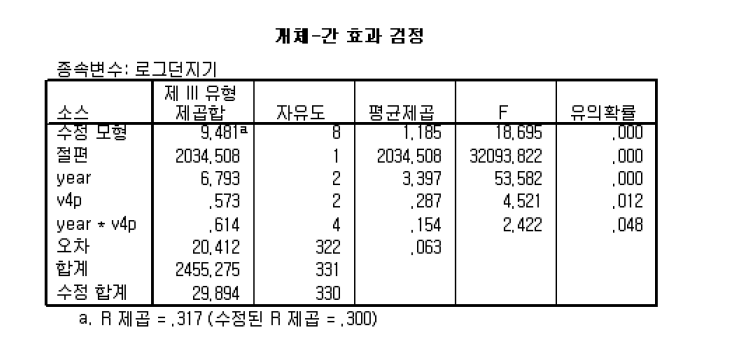 개체-간 효과 검정
종속변수: 로그던지기
소스 제 III 유형 제곱합 자유도 평균제곱 F 유의확률
수정 모형 9,481a 8 1,185 18,695 ,000
절편 2034,508 1 2034,508 32093,822 ,000
year 6,793 2 3,397 53,582 ,000
v4p ,573 2 ,287 4,521 ,012
year * v4p ,614 4 ,154 2,422 ,048
오차 20,412 322 ,063
합계 2455,275 331
수정 합계 29,894 330
a. R 제곱 = ,317 (수정된 R 제곱 = ,300)